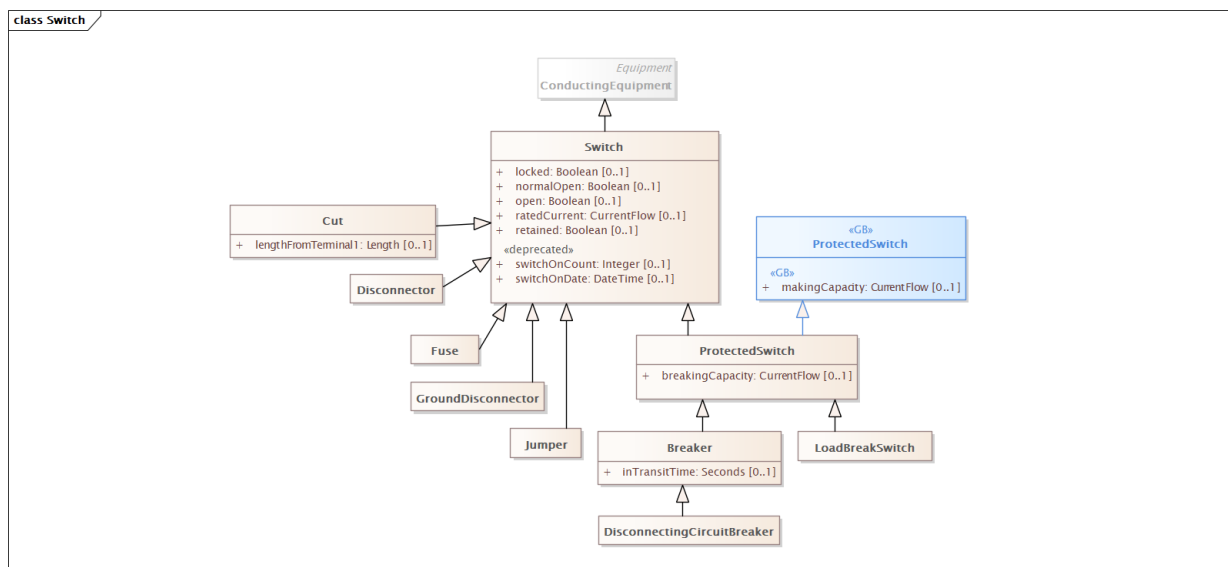 class Switch
Equipment
ConductingEquipment
Switch
+ locked: Boolean [0..1]
+ normalOpen: Boolean [0..1]
+ open: Boolean [0..1]
+ ratedCurrent: CurrentFlow [0..1]
+ retained: Boolean [0..1]
«deprecated»
+ switchOnCount: Integer [0..1]
+ switchOnDate: DateTime [0..1]
Cut
+ lengthFromTerminal1: Length [0..1]
«GB»
ProtectedSwitch
«GB»
+ makingCapacity: CurrentFlow [0..1]
Disconnector
Fuse
ProtectedSwitch
+ breakingCapacity: CurrentFlow [0..1]
GroundDisconnector
Jumper
Breaker
+ inTransitTime: Seconds [0..1]
LoadBreakSwitch
DisconnectingCircuitBreaker